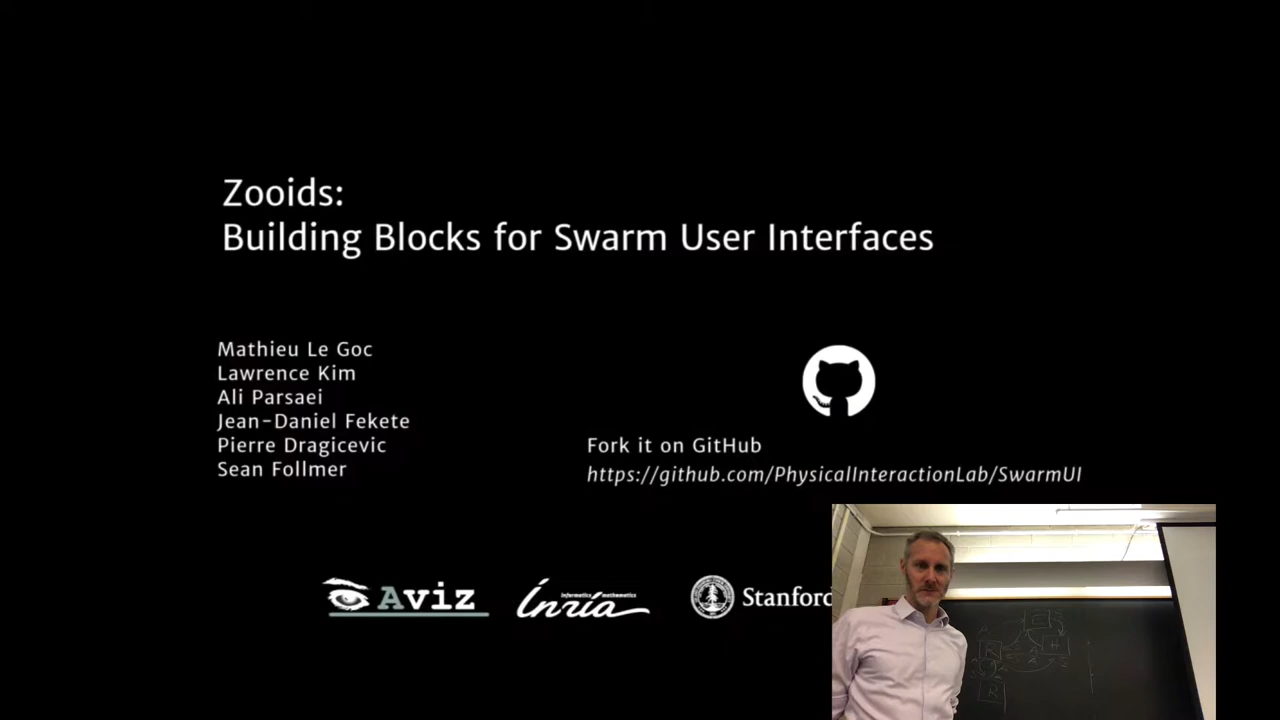 Zooids:
Building Blocks for Swarm User Interfaces
Mathieu Le Goc
Lawrence Kim
Ali Parsaei
Jean-Daniel Fekete
Pierre Dragicevic
Sean Follmer
Fork it on GitHub
https://github.com/PhysicalInteractionLab/SwarmUI
Aviz
Inria
informatics mathematics
Stanford
R
H
R